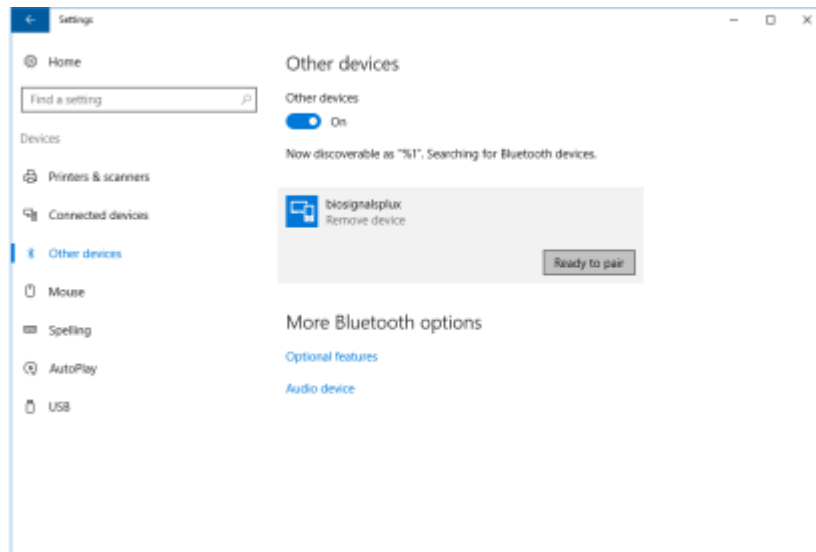 Settings
Home
Find a setting
Devices
Printers & scanners
Connected devices
Other devices
Mouse
Spelling
AutoPlay
USB
Other devices
Other devices
On
Now discoverable as "%1". Searching for Bluetooth devices.
biosignalsplux
Remove device
Ready to pair
More Bluetooth options
Optional features
Audio device